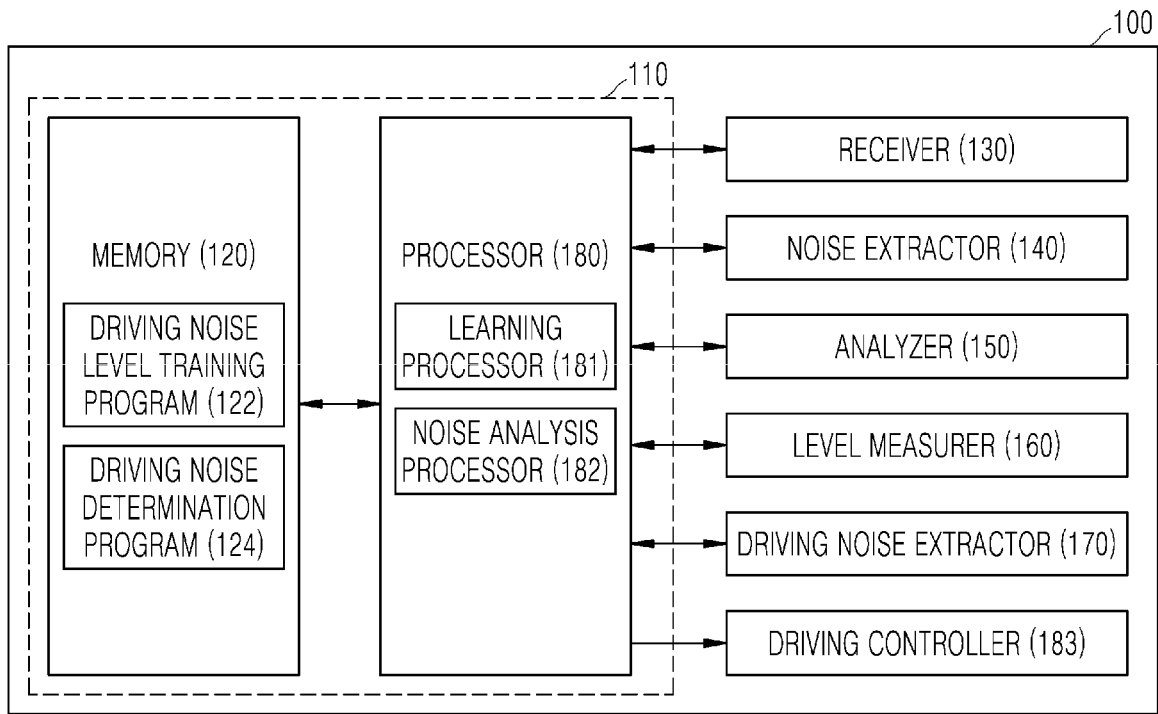 100
110
MEMORY (120)
DRIVING NOISE
LEVEL TRAINING
PROGRAM (122)
DRIVING NOISE
DETERMINATION
PROGRAM (124)
PROCESSOR (180)
LEARNING
PROCESSOR (181)
NOISE ANALYSIS
PROCESSOR (182)
RECEIVER (130)
NOISE EXTRACTOR (140)
ANALYZER (150)
LEVEL MEASURER (160)
DRIVING NOISE EXTRACTOR (170)
DRIVING CONTROLLER (183)